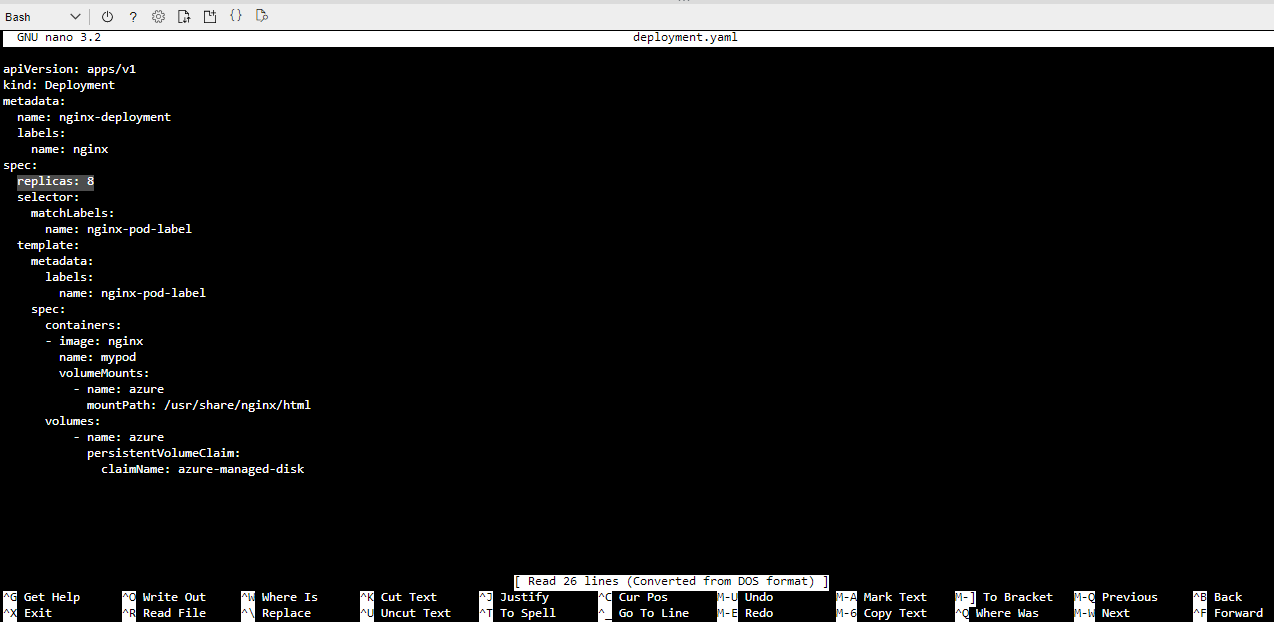 Bash
GNU nano 3.2 deployment.yaml
apiVersion: apps/v1
kind: Deployment
metadata:
  name: nginx-deployment
  labels:
    name: nginx
spec:
  replicas: 8
  selector:
    matchLabels:
      name: nginx-pod-label
  template:
    metadata:
      labels:
        name: nginx-pod-label
    spec:
      containers:
      - image: nginx
        name: mypod
        volumeMounts:
          - name: azure
            mountPath: /usr/share/nginx/html
      volumes:
          - name: azure
            persistentVolumeClaim:
              claimName: azure-managed-disk
[ Read 26 lines (Converted from DOS format) ]
^G Get Help ^O Write Out ^W Where Is ^K Cut Text ^J Justify ^C Cur Pos M-U Undo M-A Mark Text M-] To Bracket M-Q Previous ^B Back
^X Exit ^R Read File ^\ Replace ^U Uncut Text ^T To Spell ^_ Go To Line M-E Redo M-6 Copy Text ^Q Where Was M-W Next ^F Forward